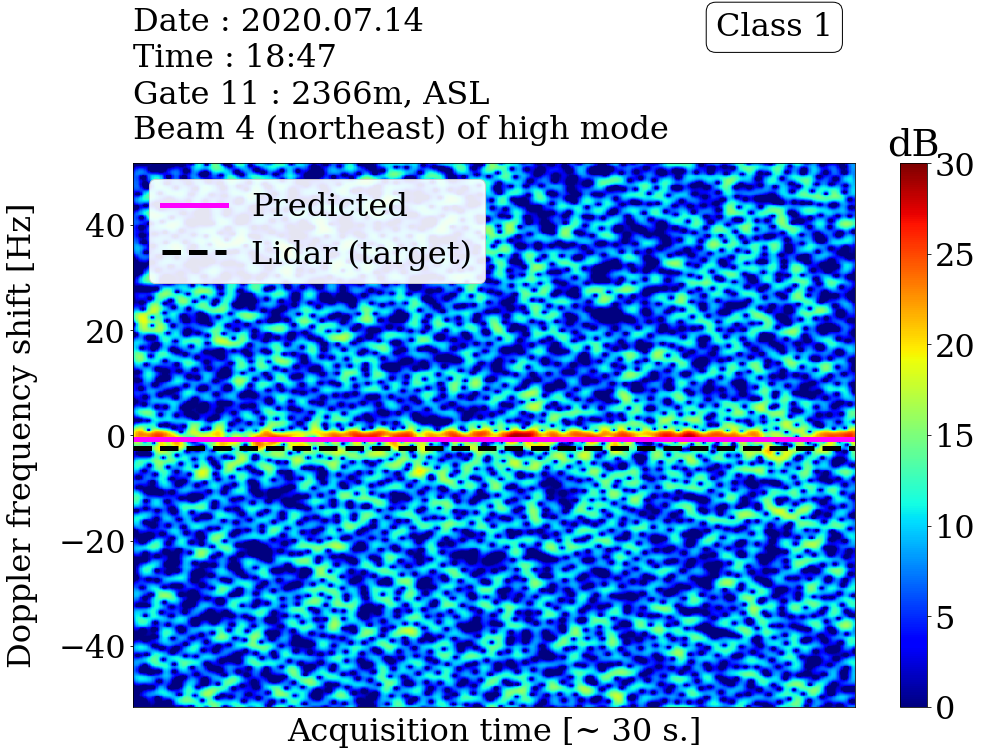 Date : 2020.07.14
Time : 18:47
Gate 11 : 2366m, ASL
Beam 4 (northeast) of high mode
Class 1
dB
Predicted
Lidar (target)
Doppler frequency shift [Hz]
40
20
0
−20
−40
Acquisition time [~ 30 s.]
30
25
20
15
10
5
0